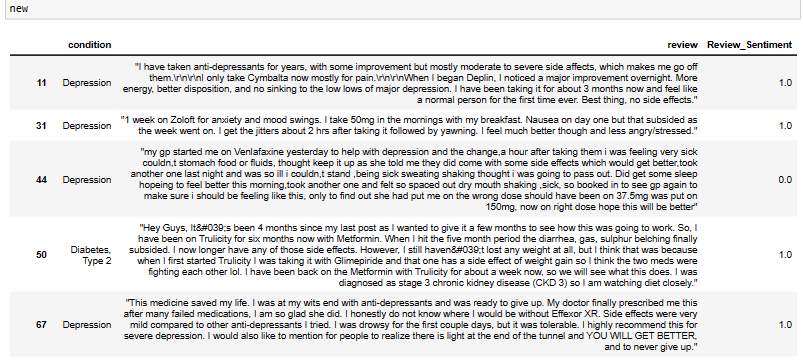 new
condition review Review_Sentiment
"I have taken anti-depressants for years, with some improvement but mostly moderate to severe side affects, which makes me go off
11 Depression them.\r\n\r\nI only take Cymbalta now mostly for pain.\r\n\r\nWhen I began Deplin, I noticed a major improvement overnight. More 1.0
energy, better disposition, and no sinking to the low lows of major depression. I have been taking it for about 3 months now and feel like
a normal person for the first time ever. Best thing, no side effects."
31 Depression "1 week on Zoloft for anxiety and mood swings. I take 50mg in the mornings with my breakfast. Nausea on day one but that subsided as 1.0
the week went on. I get the jitters about 2 hrs after taking it followed by yawning. I feel much better though and less angry/stressed."
"my gp started me on Venlafaxine yesterday to help with depression and the change,a hour after taking them i was feeling very sick
couldn,t stomach food or fluids, thought keep it up as she told me they did come with some side effects which would get better,took
44 Depression another one last night and was so ill i couldn,t stand ,being sick sweating shaking thought i was going to pass out. Did get some sleep 0.0
hopeing to feel better this morning,took another one and felt so spaced out dry mouth shaking ,sick, so booked in to see gp again to
make sure i should be feeling like this, only to find out she had put me on the wrong dose should have been on 37.5mg was put on
150mg, now on right dose hope this will be better"
"Hey Guys, It&#039;s been 4 months since my last post as I wanted to give it a few months to see how this was going to work. So, I
have been on Trulicity for six months now with Metformin. When I hit the five month period the diarrhea, gas, sulphur belching finally
50 Diabetes, Type 2 subsided. I now longer have any of those side effects. However, I still haven&#039;t lost any weight at all, but I think that was because 1.0
when I first started Trulicity I was taking it with Glimepiride and that one has a side effect of weight gain so I think the two meds were
fighting each other lol. I have been back on the Metformin with Trulicity for about a week now, so we will see what this does. I was
diagnosed as stage 3 chronic kidney disease (CKD 3) so I am watching diet closely."
"This medicine saved my life. I was at my wits end with anti-depressants and was ready to give up. My doctor finally prescribed me this
after many failed medications, I am so glad she did. I honestly do not know where I would be without Effexor XR. Side effects were very
67 Depression mild compared to other anti-depressants I tried. I was drowsy for the first couple days, but it was tolerable. I highly recommend this for 1.0
severe depression. I would also like to mention for people to realize there is light at the end of the tunnel and YOU WILL GET BETTER,
and to never give up."